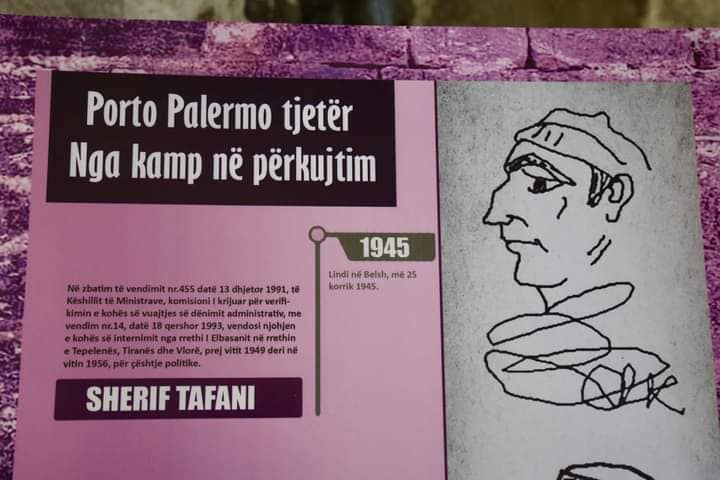 Porto Palermo tjetër
Nga kamp në përkujtim
1945
Lindi në Belsh, më 25
korrik 1945.
Në zbatim të vendimit nr.455 datë 13 dhjetor 1991, të
Këshillit të Ministrave, komisioni I krijuar për verifi-
kimin e kohës së vuajtjes së dënimit administrativ, me
vendim nr.14, datë 18 qershor 1993, vendosi njohjen
e kohës së internimit nga rrethi I Elbasanit në rrethin
e Tepelenës, Tiranës dhe Vlorë, prej vitit 1949 deri në
vitin 1956, për çështje politike.
SHERIF TAFANI